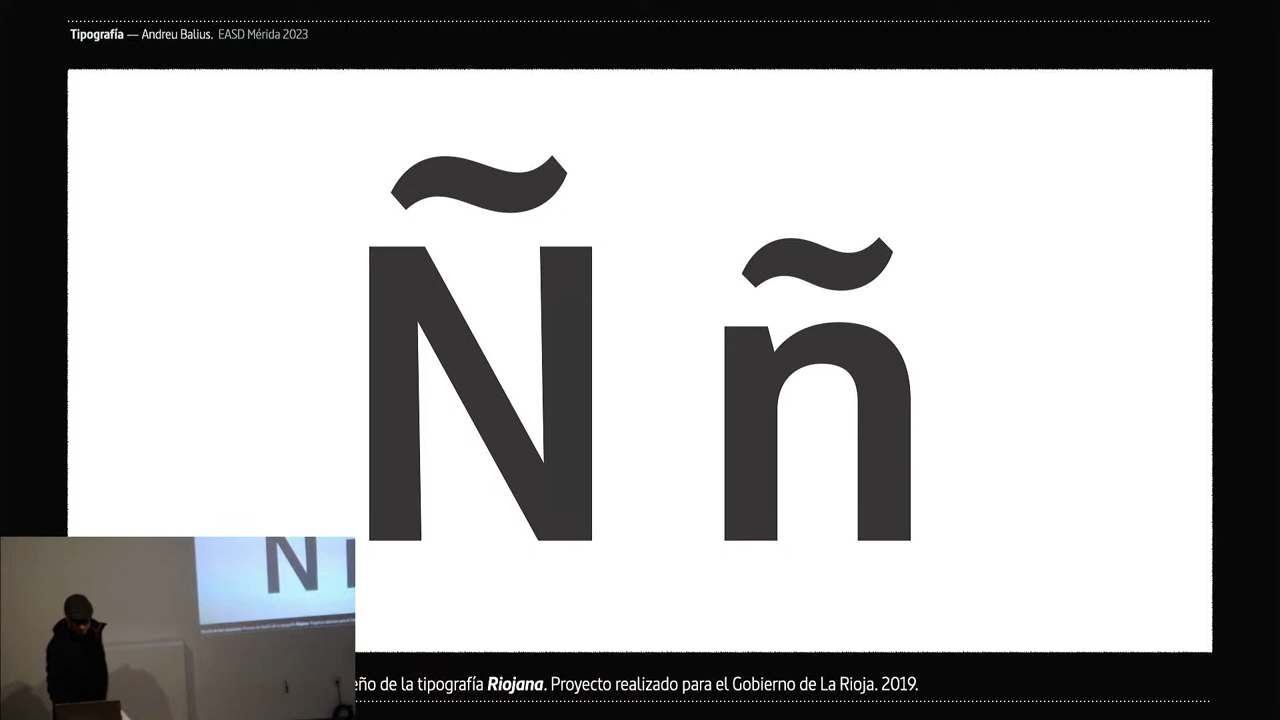 Tipografía — Andreu Balius. EASD Mérida 2023
Ñ ñ
N
eño de la tipografía Riojana. Proyecto realizado para el Gobierno de La Rioja. 2019.